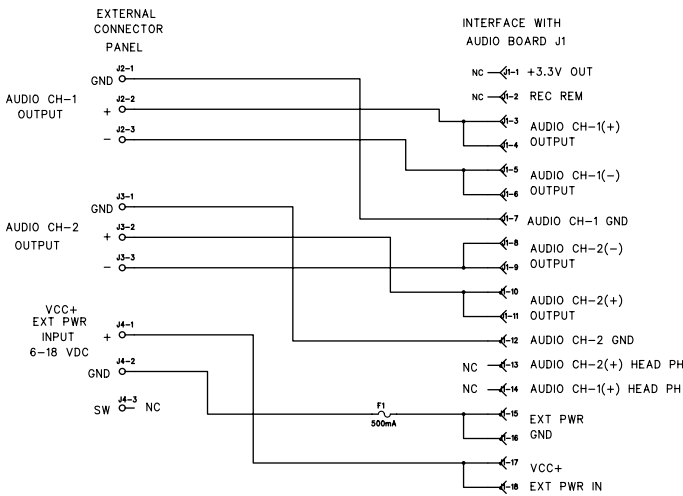 EXTERNAL
CONNECTOR
PANEL
INTERFACE WITH
AUDIO BOARD J1
AUDIO CH-1
OUTPUT
GND J2-1
+ J2-2
- J2-3
AUDIO CH-2
OUTPUT
GND J3-1
+ J3-2
- J3-3
VCC+
EXT PWR
INPUT
6-18 VDC
+ J4-1
GND J4-2
SW J4-3 NC
F1
500mA
NC J1-1 +3.3V OUT
NC J1-2 REC REM
J1-3
J1-4
AUDIO CH-1(+)
OUTPUT
J1-5
J1-6
AUDIO CH-1(-)
OUTPUT
J1-7 AUDIO CH-1 GND
J1-8
J1-9
AUDIO CH-2(-)
OUTPUT
J1-10
J1-11
AUDIO CH-2(+)
OUTPUT
J1-12 AUDIO CH-2 GND
NC J1-13 AUDIO CH-2(+) HEAD PH
NC J1-14 AUDIO CH-1(+) HEAD PH
J1-15
J1-16
EXT PWR
GND
J1-17
J1-18
VCC+
EXT PWR IN